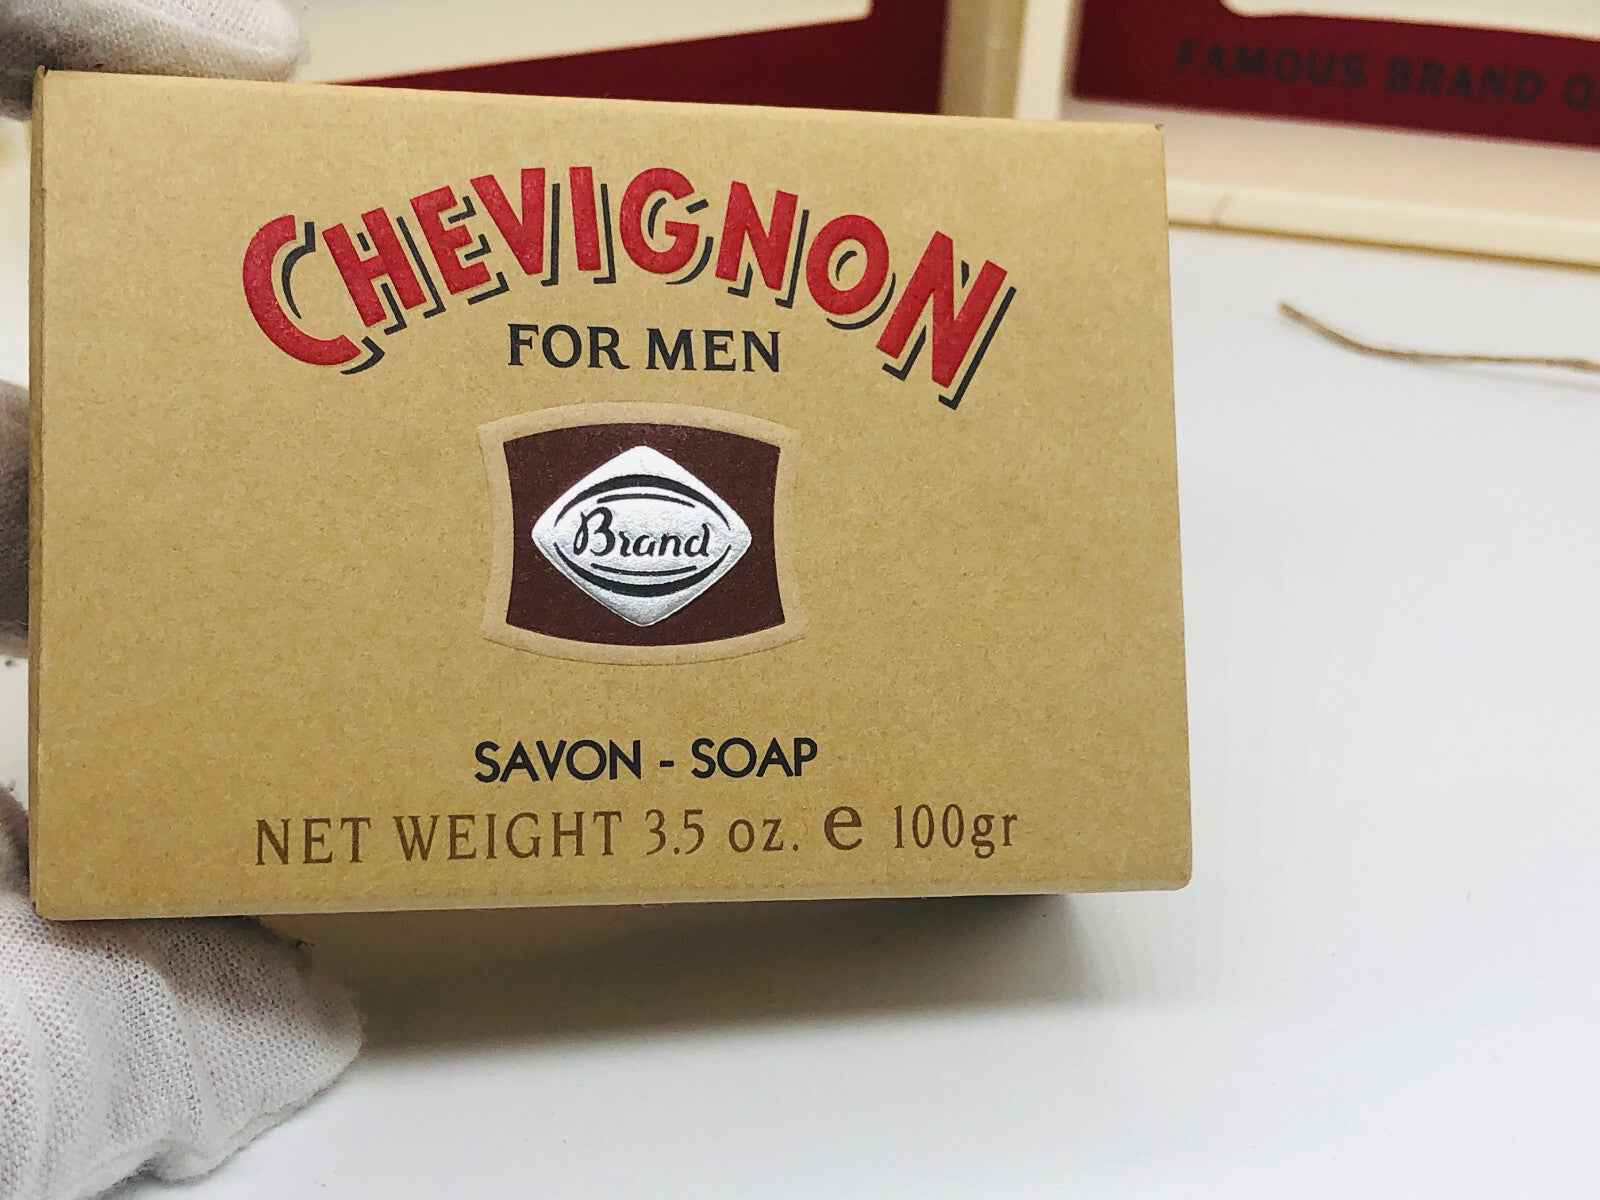 FAMOUS BRAND
CHEVIGNON
FOR MEN
Brand
SAVON - SOAP
NET WEIGHT 3.5 oz. e 100gr